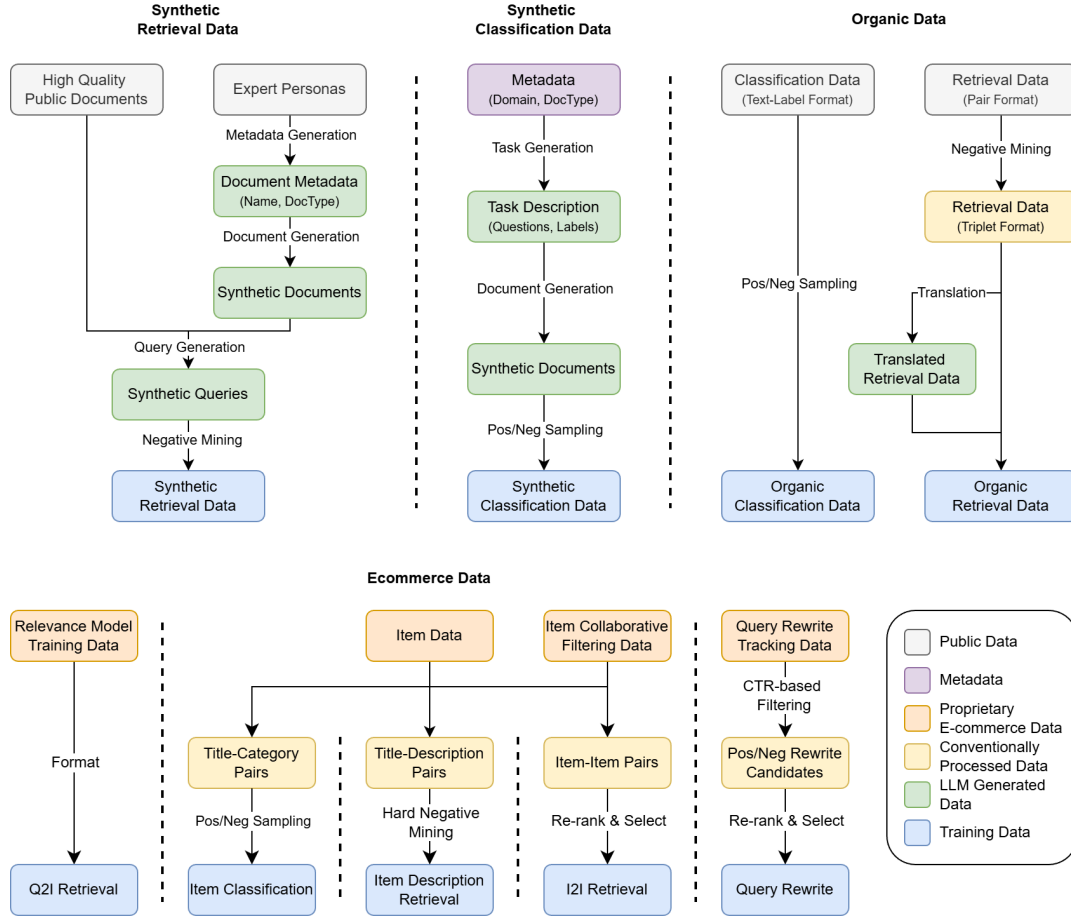 Synthetic
Retrieval Data
High Quality
Public Documents
Expert Personas
Metadata Generation
Document Metadata
(Name, DocType)
Document Generation
Synthetic Documents
Query Generation
Synthetic Queries
Negative Mining
Synthetic
Retrieval Data
Synthetic
Classification Data
Metadata
(Domain, DocType)
Task Generation
Task Description
(Questions, Labels)
Document Generation
Synthetic Documents
Pos/Neg Sampling
Synthetic
Classification Data
Organic Data
Classification Data
(Text-Label Format)
Pos/Neg Sampling
Organic
Classification Data
Retrieval Data
(Pair Format)
Negative Mining
Retrieval Data
(Triplet Format)
Translation
Translated
Retrieval Data
Organic
Retrieval Data
Ecommerce Data
Relevance Model
Training Data
Format
Q2I Retrieval
Item Data
Item Collaborative
Filtering Data
Title-Category
Pairs
Pos/Neg Sampling
Item Classification
Title-Description
Pairs
Hard Negative
Mining
Item Description
Retrieval
Item-Item Pairs
Re-rank & Select
I2I Retrieval
Query Rewrite
Tracking Data
CTR-based
Filtering
Pos/Neg Rewrite
Candidates
Re-rank & Select
Query Rewrite
Public Data
Metadata
Proprietary
E-commerce Data
Conventionally
Processed Data
LLM Generated
Data
Training Data